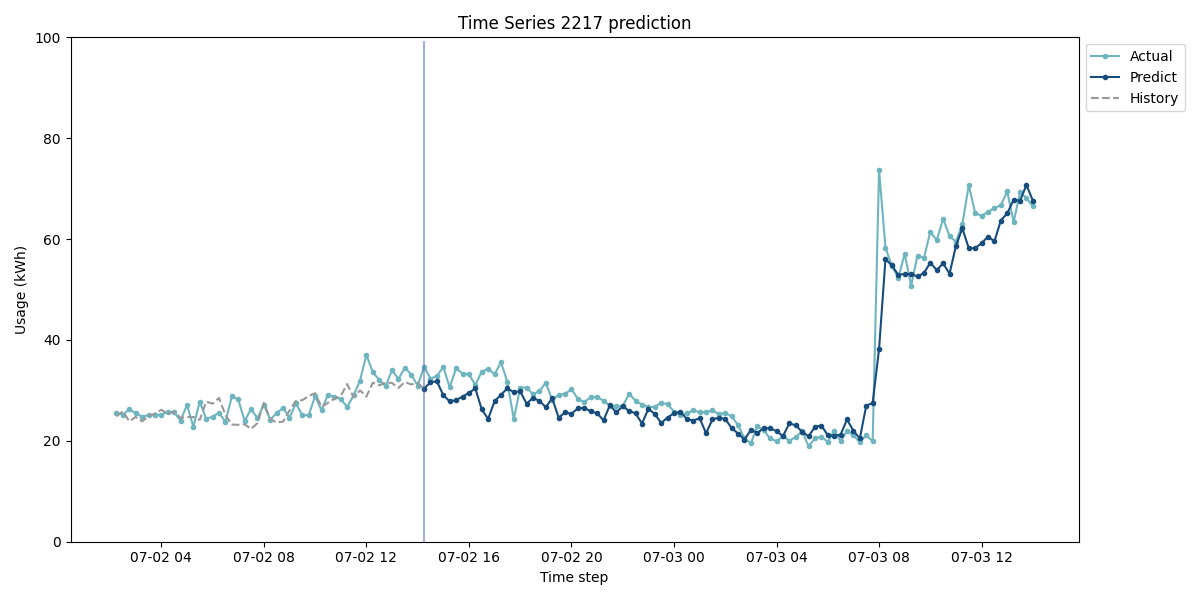 Time Series 2217 prediction
100
80
60
40
20
0
Usage (kWh)
07-02 04
07-02 08
07-02 12
07-02 16
07-02 20
07-03 00
07-03 04
07-03 08
07-03 12
Time step
Actual
Predict
History